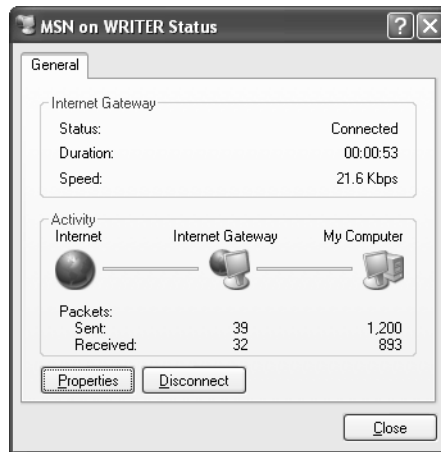 MSN on WRITER Status
General
Internet Gateway
Status: Connected
Duration: 00:00:53
Speed: 21.6 Kbps
Activity
Internet Internet Gateway My Computer
Packets:
Sent: 39 1,200
Received: 32 893
Properties Disconnect
Close